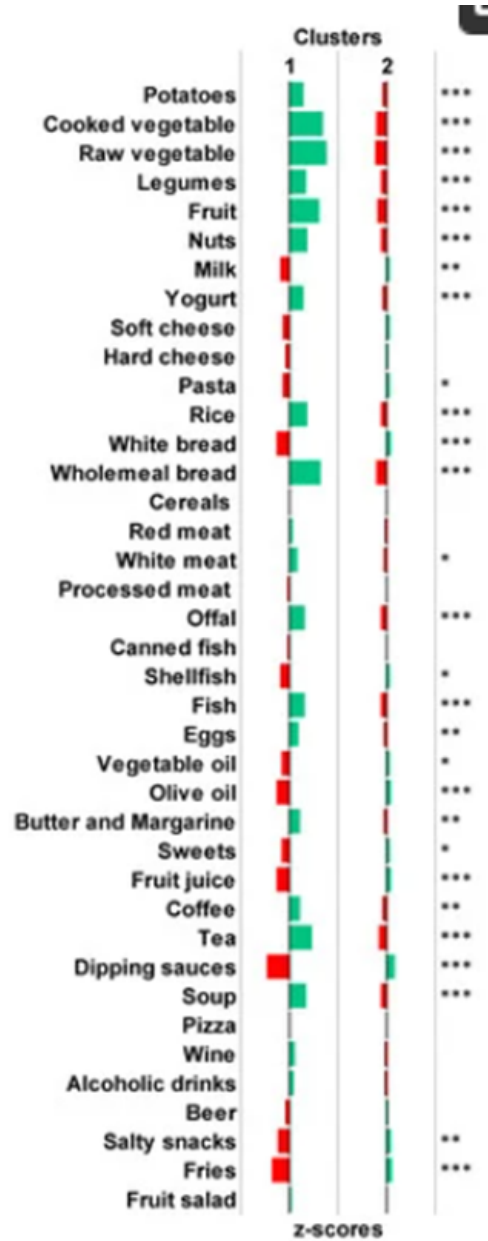 Clusters
1 2
Potatoes ***
Cooked vegetable ***
Raw vegetable ***
Legumes ***
Fruit ***
Nuts ***
Milk **
Yogurt ***
Soft cheese
Hard cheese
Pasta *
Rice ***
White bread ***
Wholemeal bread ***
Cereals
Red meat
White meat *
Processed meat
Offal ***
Canned fish
Shellfish *
Fish ***
Eggs **
Vegetable oil *
Olive oil ***
Butter and Margarine **
Sweets *
Fruit juice ***
Coffee **
Tea ***
Dipping sauces ***
Soup ***
Pizza
Wine
Alcoholic drinks
Beer
Salty snacks **
Fries ***
Fruit salad
z-scores